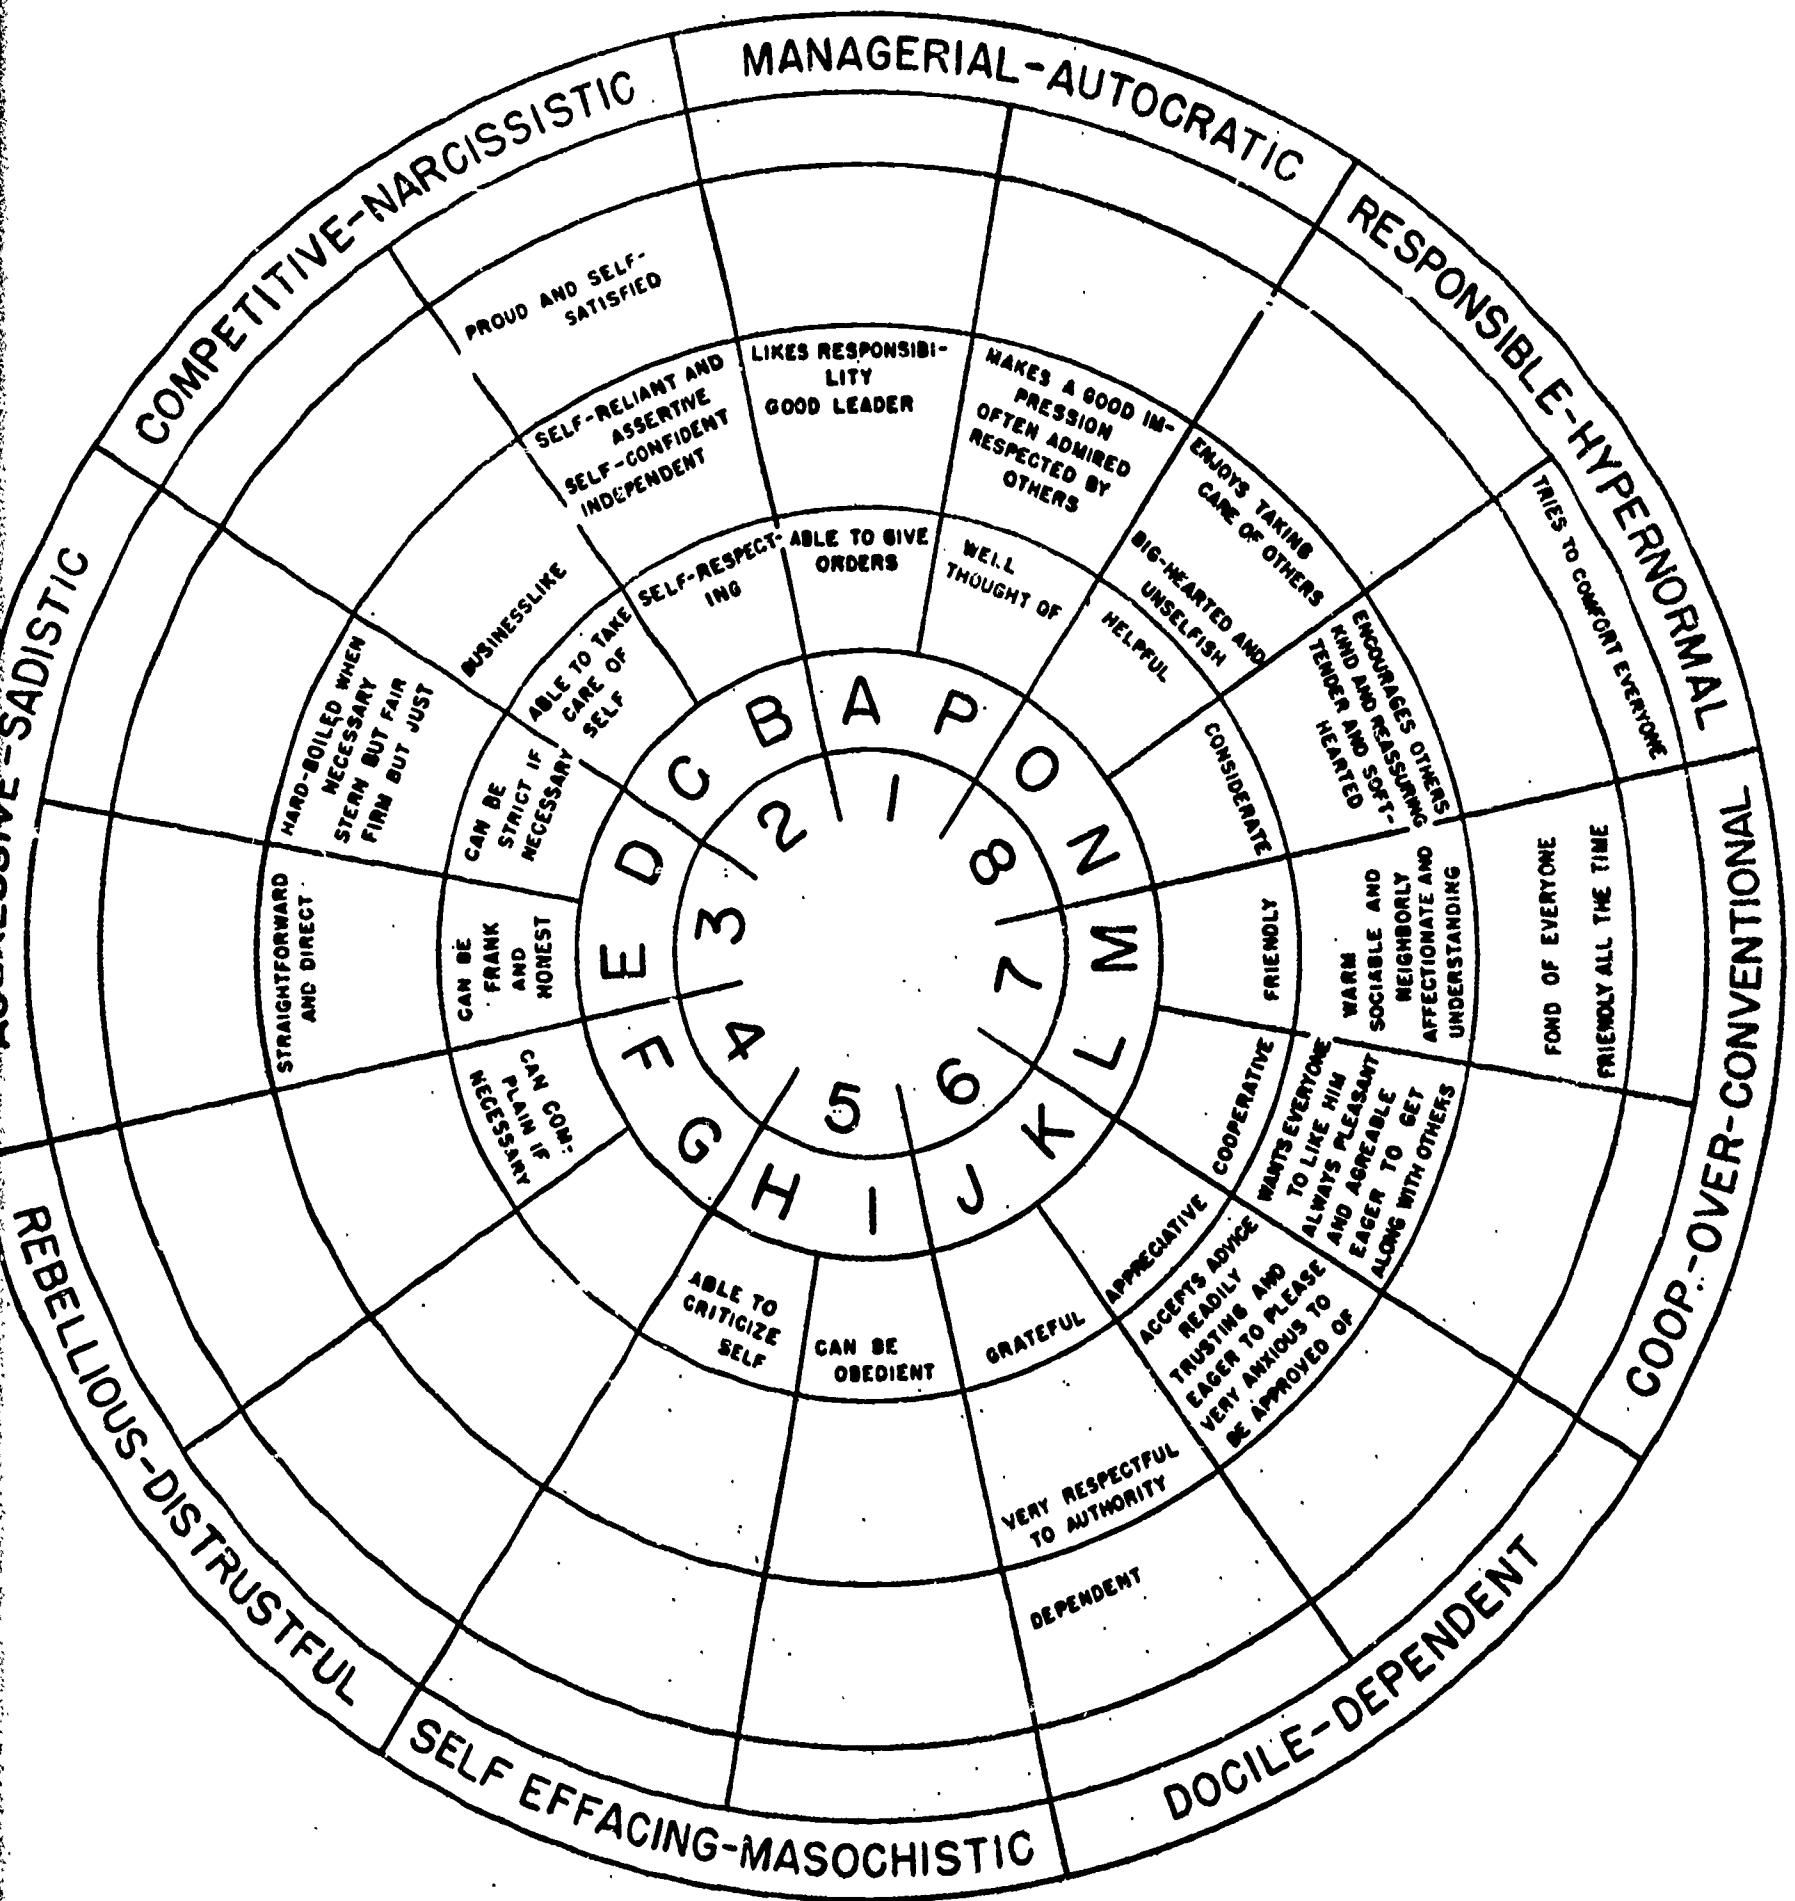 MANAGERIAL-AUTOCRATIC
RESPONSIBLE-HYPERNORMAL
COOP.-OVER-CONVENTIONAL
DOCILE-DEPENDENT
SELF EFFACING-MASOCHISTIC
REBELLIOUS-DISTRUSTFUL
-SADISTIC
COMPETITIVE-NARCISSISTIC
PROUD AND SELF-
SATISFIED
SELF-RELIANT AND
ASSERTIVE
SELF-CONFIDENT
INDEPENDENT
SELF-RESPECT-
ING
LIKES RESPONSIBI-
LITY
GOOD LEADER
ABLE TO GIVE
ORDERS
MAKES A GOOD IM-
PRESSION
OFTEN ADMIRED
RESPECTED BY
OTHERS
WELL
THOUGHT OF
ENJOYS TAKING
CARE OF OTHERS
BIG-HEARTED AND
UNSELFISH
HELPFUL
TRIES TO COMFORT EVERYONE
ENCOURAGES OTHERS
KIND AND REASSURING
TENDER AND SOFT-
HEARTED
CONSIDERATE
FRIENDLY
WARM
SOCIABLE AND
NEIGHBORLY
AFFECTIONATE AND
UNDERSTANDING
FOND OF EVERYONE
FRIENDLY ALL THE TIME
COOPERATIVE
WANTS EVERYONE
TO LIKE HIM
ALWAYS PLEASANT
AND AGREABLE
EAGER TO GET
ALONG WITH OTHERS
APPRECIATIVE
ACCEPTS ADVICE
READILY
TRUSTING AND
EAGER TO PLEASE
VERY ANXIOUS TO
BE APPROVED OF
GRATEFUL
VERY RESPECTFUL
TO AUTHORITY
DEPENDENT
CAN BE
OBEDIENT
ABLE TO
CRITICIZE
SELF
CAN COM-
PLAIN IF
NECESSARY
STRAIGHTFORWARD
AND DIRECT
CAN BE
FRANK
AND
HONEST
HARD-BOILED WHEN
NECESSARY
STERN BUT FAIR
FIRM BUT JUST
CAN BE
STRICT IF
NECESSARY
BUSINESSLIKE
ABLE TO TAKE
CARE OF
SELF
A
P
O
N
M
L
K
J
I
H
G
F
E
D
C
B
1
8
7
6
5
4
3
2